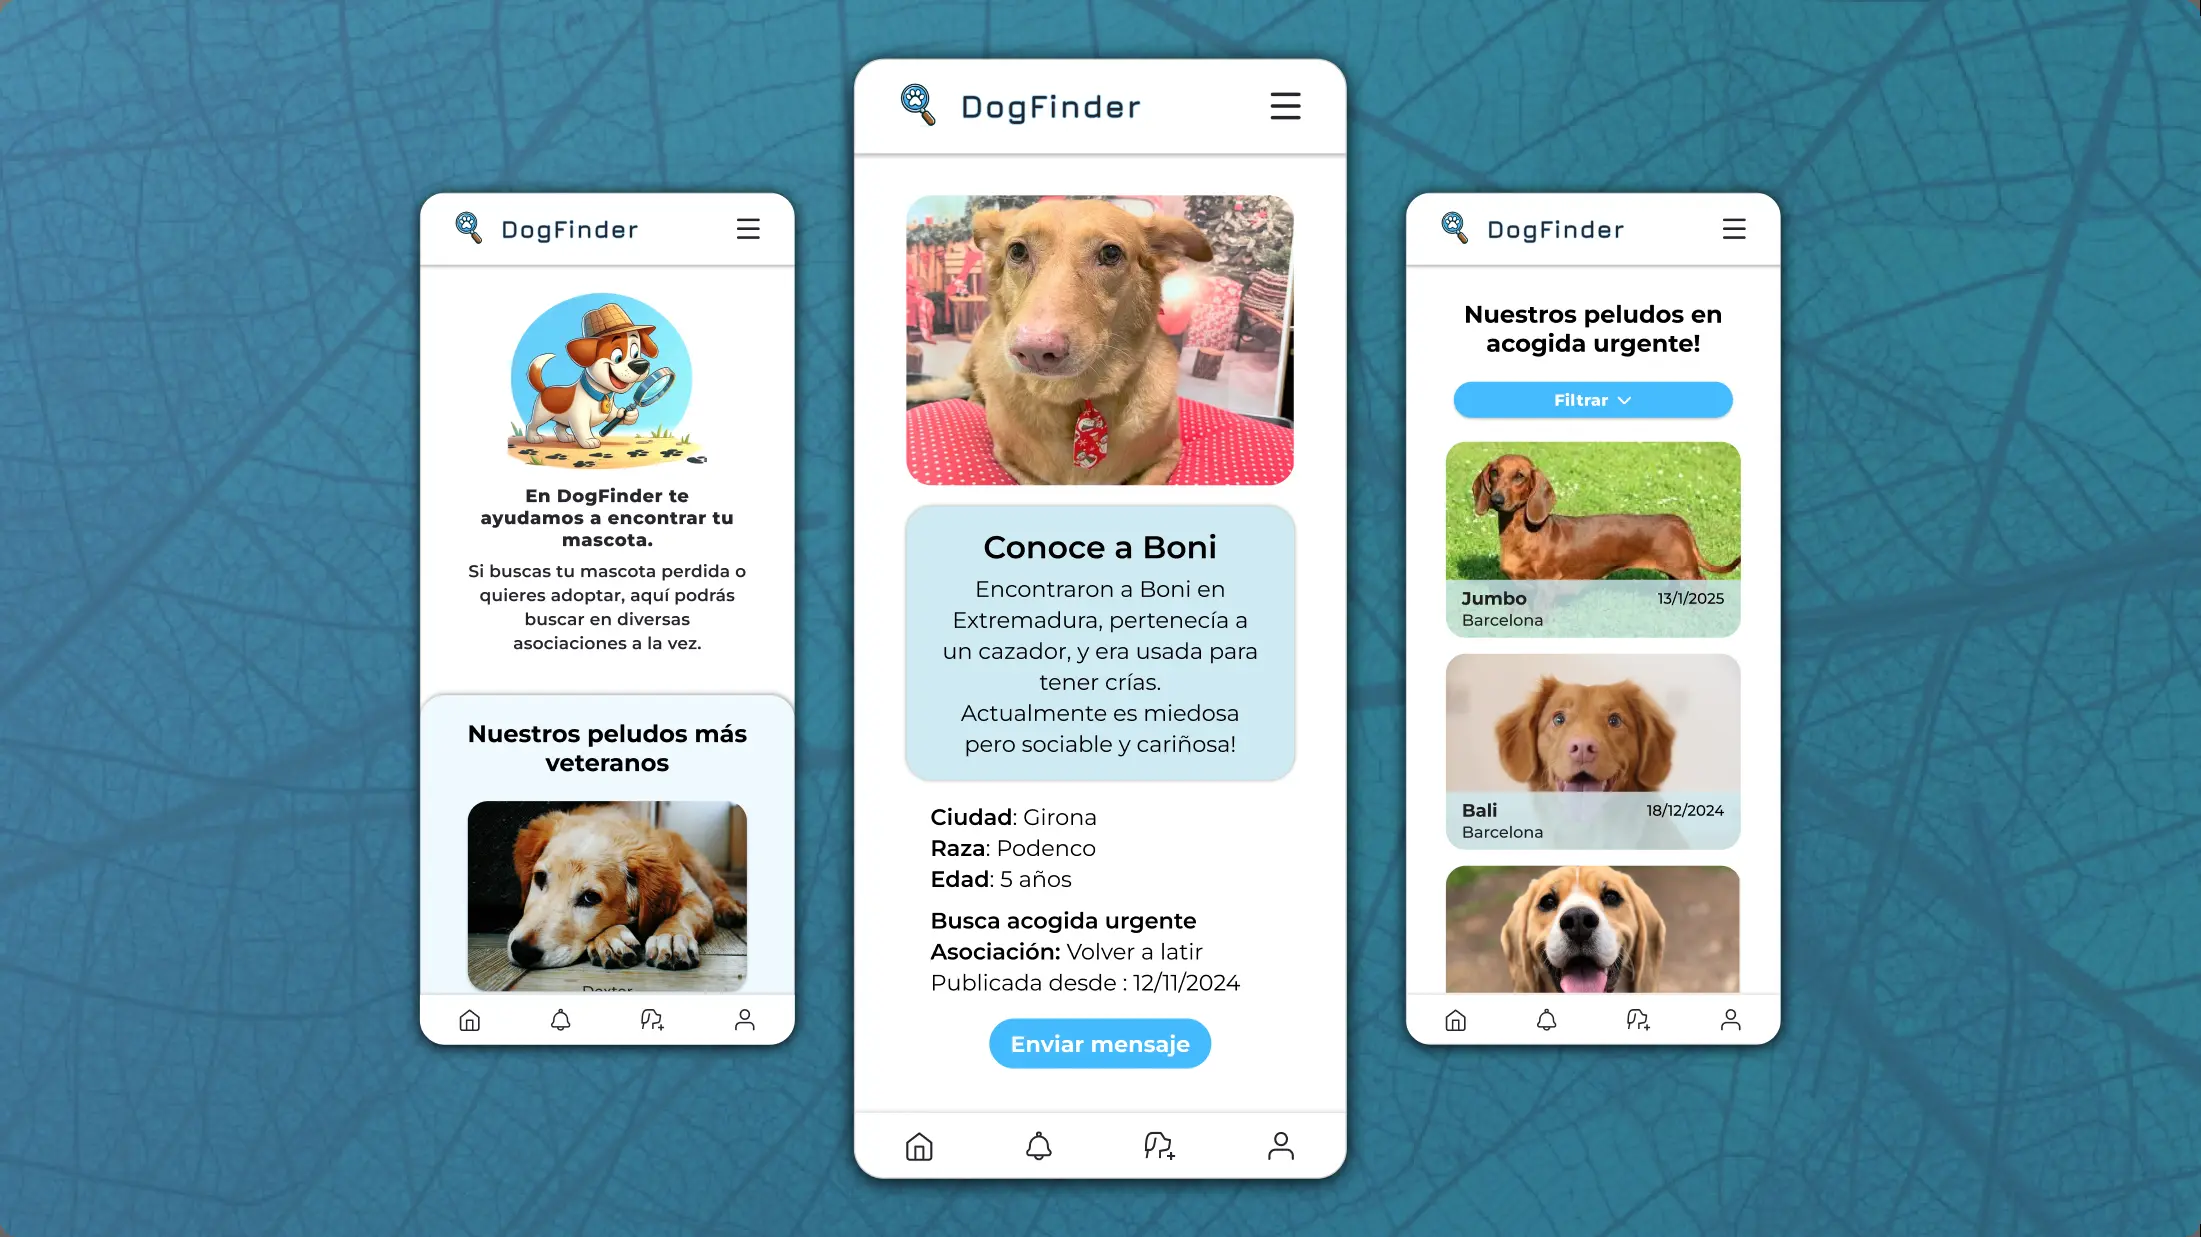 DogFinder
En DogFinder te
ayudamos a encontrar tu
mascota.
Si buscas tu mascota perdida o
quieres adoptar, aquí podrás
buscar en diversas
asociaciones a la vez.
Nuestros peludos más
veteranos
Dexter
DogFinder
Conoce a Boni
Encontraron a Boni en
Extremadura, pertenecía a
un cazador, y era usada para
tener crías.
Actualmente es miedosa
pero sociable y cariñosa!
Ciudad: Girona
Raza: Podenco
Edad: 5 años
Busca acogida urgente
Asociación: Volver a latir
Publicada desde : 12/11/2024
Enviar mensaje
DogFinder
Nuestros peludos en
acogida urgente!
Filtrar
Jumbo 13/1/2025
Barcelona
Bali 18/12/2024
Barcelona